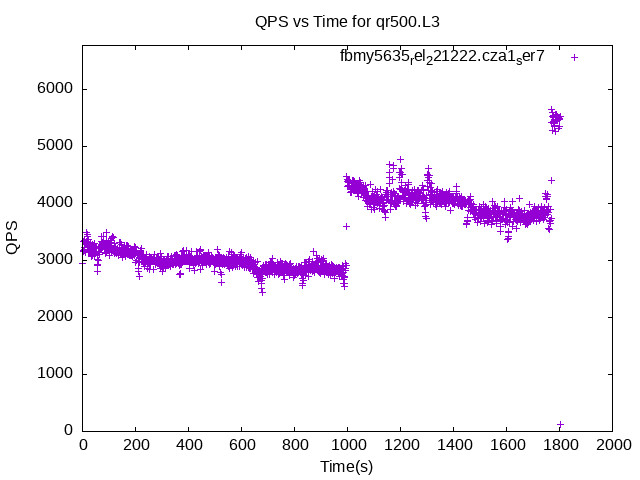 QPS vs Time for qr500.L3
fbmy5635rel221222.cza1ser7
6000
5000
4000
3000
2000
1000
0
QPS
0 200 400 600 800 1000 1200 1400 1600 1800 2000
Time(s)